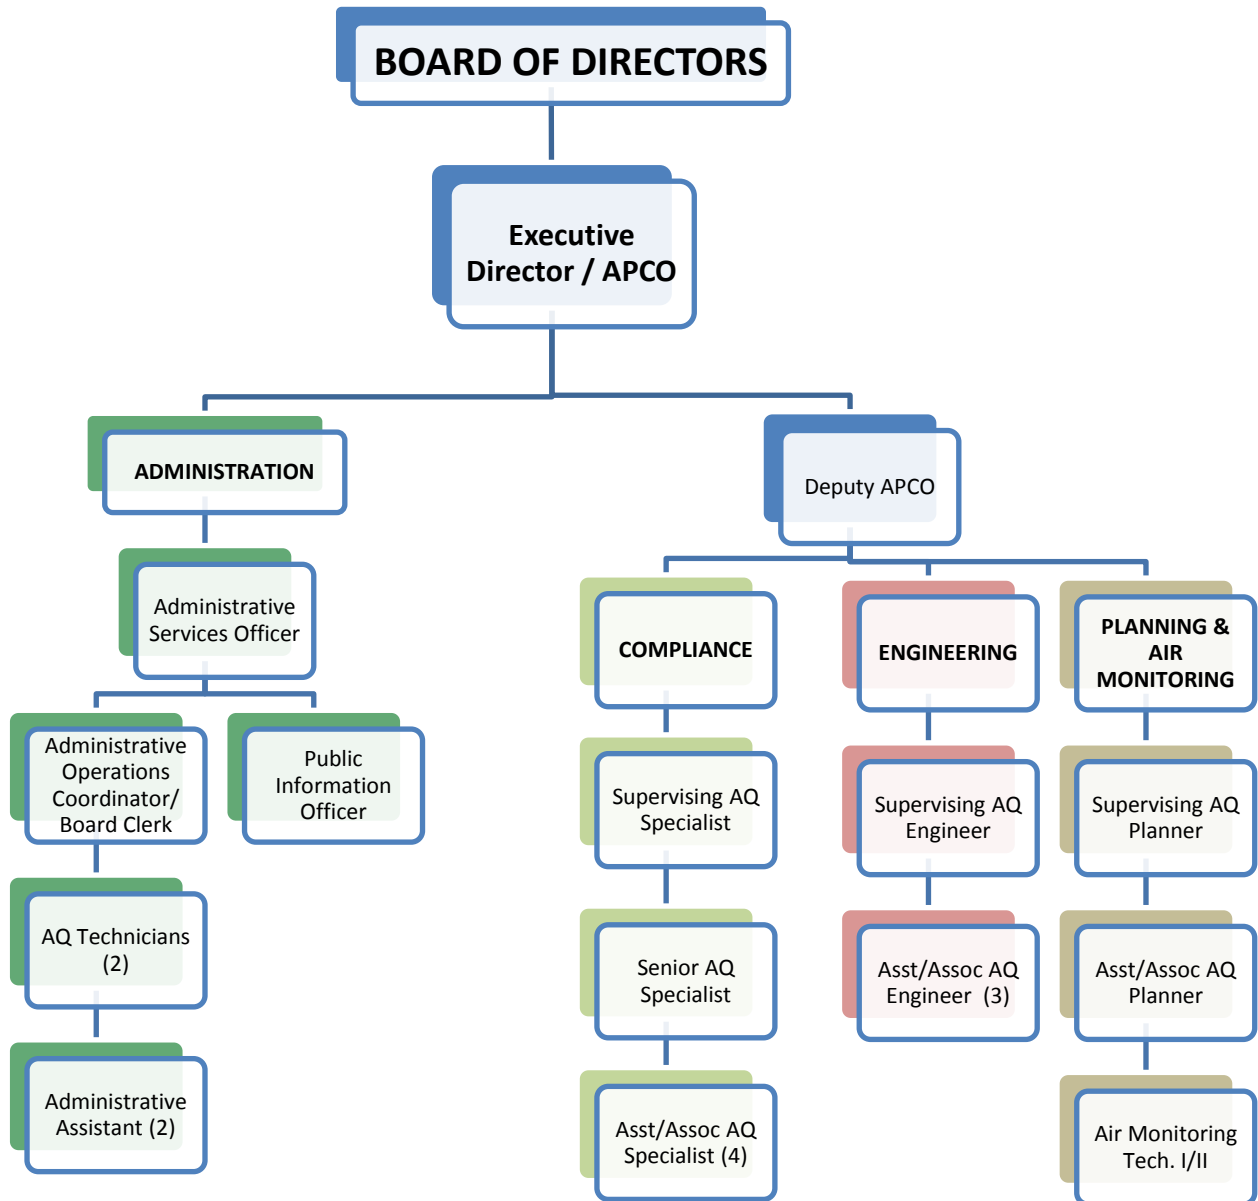 BOARD OF DIRECTORS
Executive
Director / APCO
ADMINISTRATION
Deputy APCO
Administrative
Services Officer
COMPLIANCE
ENGINEERING
PLANNING &
AIR
MONITORING
Administrative
Operations
Coordinator/
Board Clerk
Public
Information
Officer
Supervising AQ
Specialist
Supervising AQ
Engineer
Supervising AQ
Planner
AQ Technicians
(2)
Senior AQ
Specialist
Asst/Assoc AQ
Engineer  (3)
Asst/Assoc AQ
Planner
Administrative
Assistant (2)
Asst/Assoc AQ
Specialist (4)
Air Monitoring
Tech. I/II